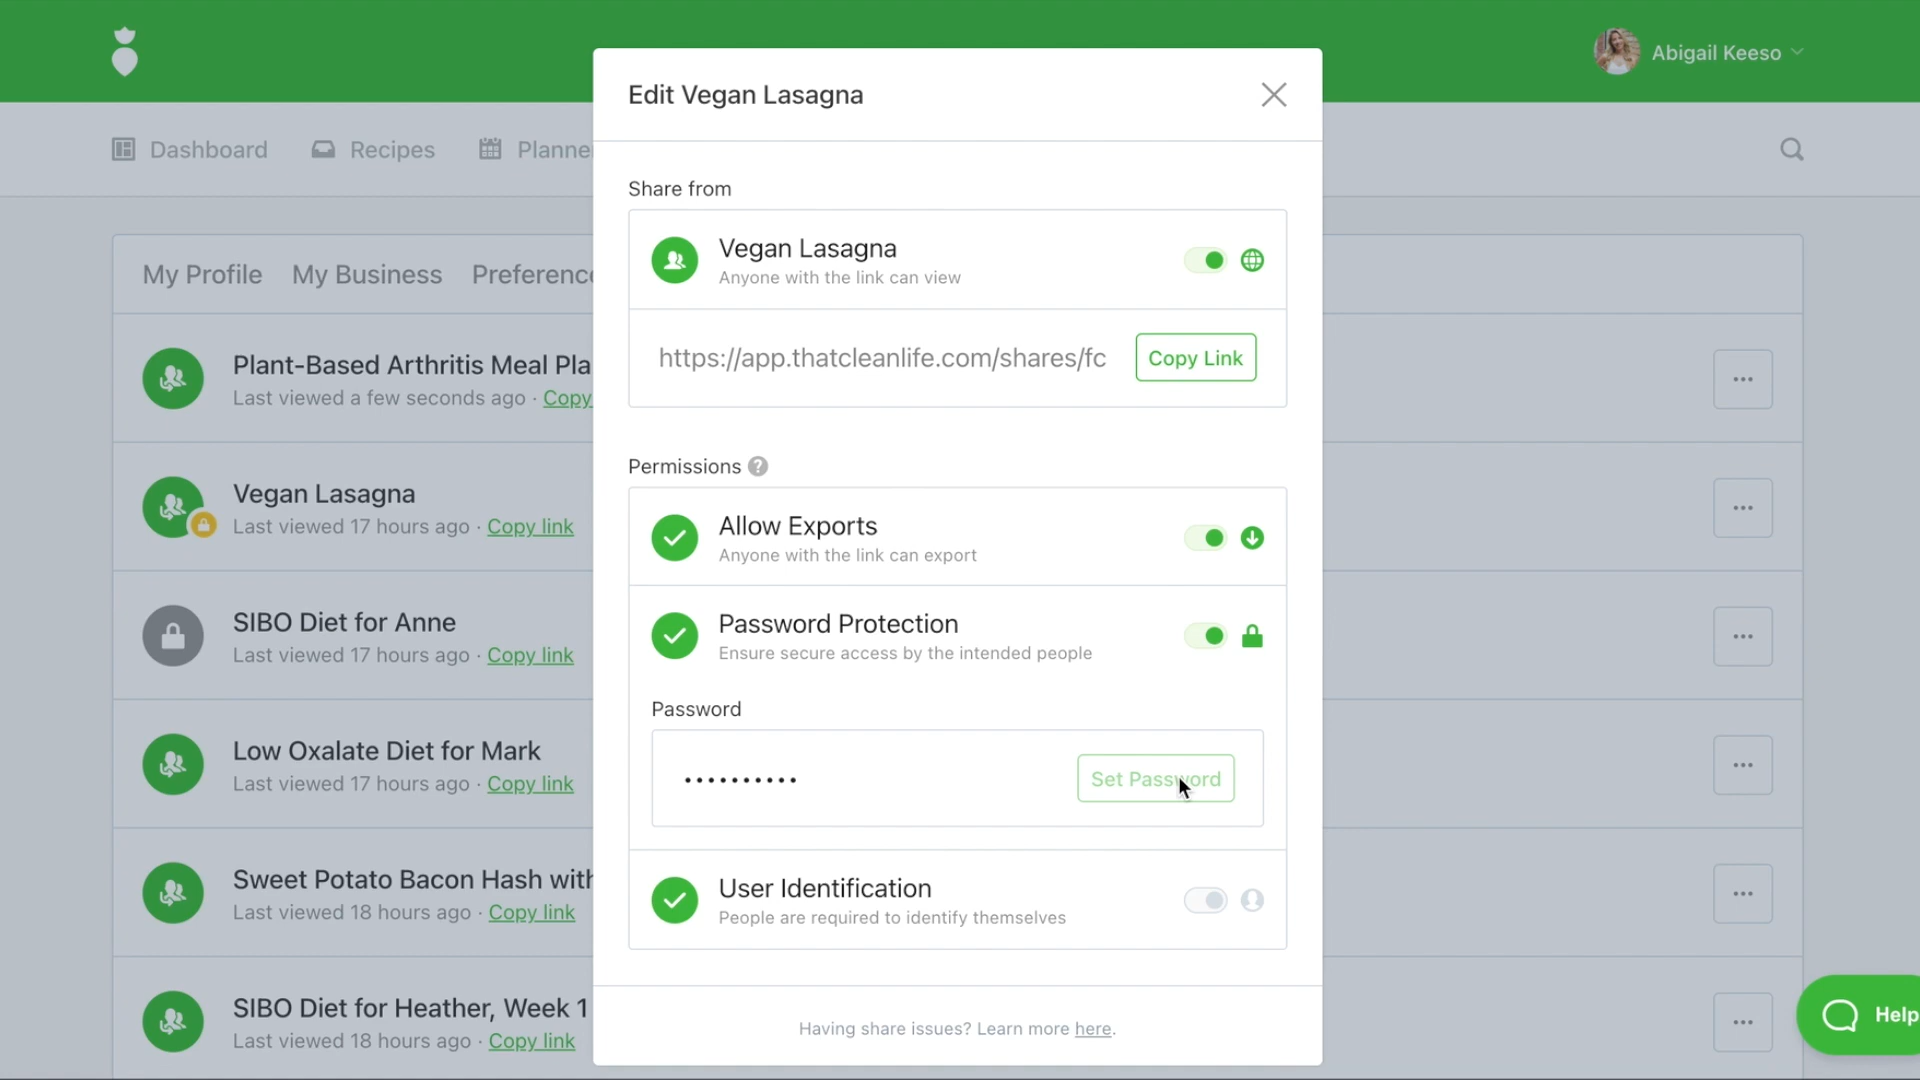 Abigail Keeso
Edit Vegan Lasagna
Dashboard
Recipes
Share from
Vegan Lasagna
Anyone with the link can view
My Profile
My Business
https://app.thatcleanlife.com/shares/fc
Copy Link
Plant-Based Arthritis Meal
Last viewed a few seconds ago · Copy
Permissions ?
Vegan Lasagna
Last viewed 17 hours ago · Copy link
Allow Exports
Anyone with the link can export
SIBO Diet for Anne
Last viewed 17 hours ago · Copy link
Password Protection
Ensure secure access by the intended people
Password
Set Password
Low Oxalate Diet for Mark
Last viewed 17 hours ago · Copy link
User Identification
People are required to identify themselves
Sweet Potato Bacon Hash with
Last viewed 18 hours ago · Copy link
SIBO Diet for Heather, Week 1
Last viewed 18 hours ago · Copy link
Having share issues? Learn more here.
Help